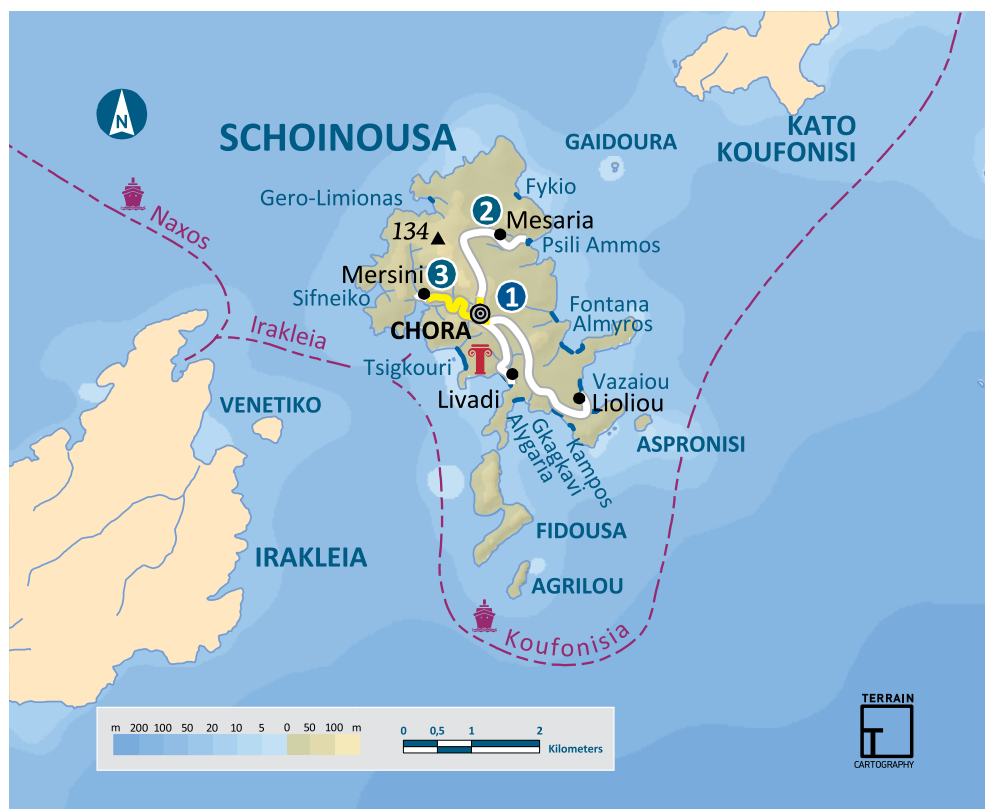 KATO
KOUFONISI
N
SCHOINOUSA
GAIDOURA
Gero-Limionas
Fykio
Naxos
134
2
Mesaria
Psili Ammos
Mersini
3
Sifneiko
1
Fontana
Irakleia
CHORA
Almyros
Tsigkouri
Vazaiou
Livadi
Lioliou
VENETIKO
Alygaria
Gkagkavi
Kampos
ASPRONISI
FIDOUSA
IRAKLEIA
AGRILOU
Koufonisia
m 200 100 50 20 10 5 0 50 100 m
0 0,5 1 2
Kilometers
TERRAIN
T
CARTOGRAPHY